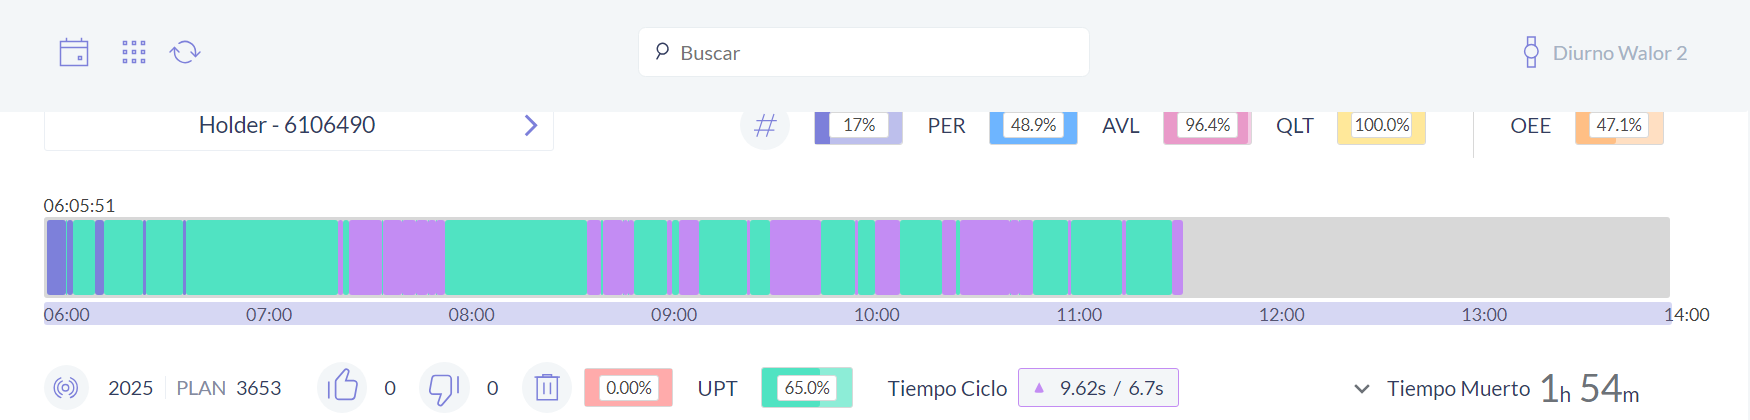 Buscar
Diurno Walor 2
Holder - 6106490
# 17% PER 48.9% AVL 96.4% QLT 100.0% OEE 47.1%
06:05:51
06:00 07:00 08:00 09:00 10:00 11:00 12:00 13:00 14:00
2025 PLAN 3653 0 0 0.00% UPT 65.0% Tiempo Ciclo 9.62s / 6.7s Tiempo Muerto 1h 54m